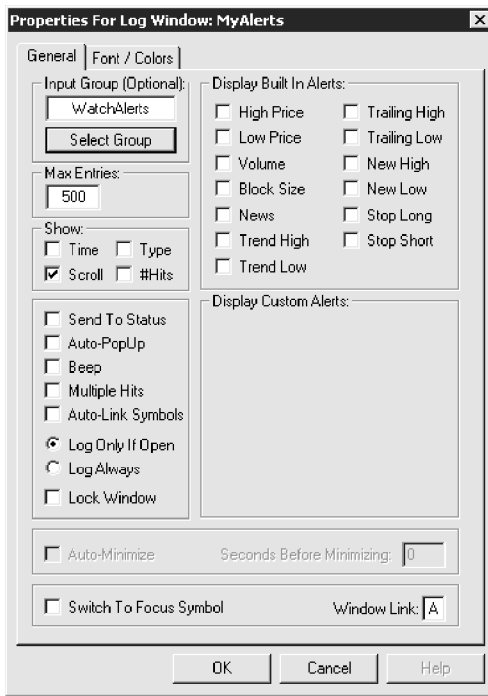 Properties For Log Window: MyAlerts
General
Font / Colors
Input Group (Optional):
WatchAlerts
Select Group
Max Entries:
500
Show:
Time
Type
Scroll
#Hits
Send To Status
Auto-PopUp
Beep
Multiple Hits
Auto-Link Symbols
Log Only If Open
Log Always
Lock Window
Display Built In Alerts:
High Price
Trailing High
Low Price
Trailing Low
Volume
New High
Block Size
New Low
News
Stop Long
Trend High
Stop Short
Trend Low
Display Custom Alerts:
Auto-Minimize
Seconds Before Minimizing: 0
Switch To Focus Symbol
Window Link: A
OK
Cancel
Help